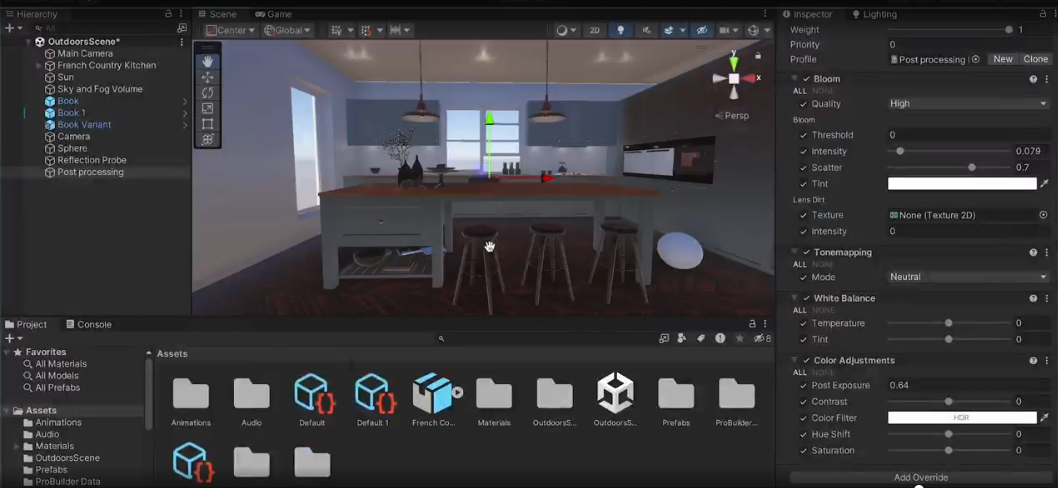 Hierarchy
All
OutdoorsScene*
Main Camera
French Country Kitchen
Sun
Sky and Fog Volume
Book
Book 1
Book Variant
Camera
Sphere
Reflection Probe
Post processing
Scene
Game
Center
Global
2D
y
x
Persp
Project
Console
8
Favorites
All Materials
All Models
All Prefabs
Assets
Animations
Audio
Materials
OutdoorsScene
Prefabs
ProBuilder Data
Assets
Animations
Audio
Default
Default 1
French Co...
Materials
OutdoorsS...
OutdoorsS...
Prefabs
ProBuilder...
Inspector
Lighting
Weight 1
Priority 0
Profile Post processing New Clone
Bloom
ALL NONE
Quality High
Bloom
Threshold 0
Intensity 0.079
Scatter 0.7
Tint
Lens Dirt
Texture None (Texture 2D)
Intensity 0
Tonemapping
ALL NONE
Mode Neutral
White Balance
ALL NONE
Temperature 0
Tint 0
Color Adjustments
ALL NONE
Post Exposure 0.64
Contrast 0
Color Filter HDR
Hue Shift 0
Saturation 0
Add Override